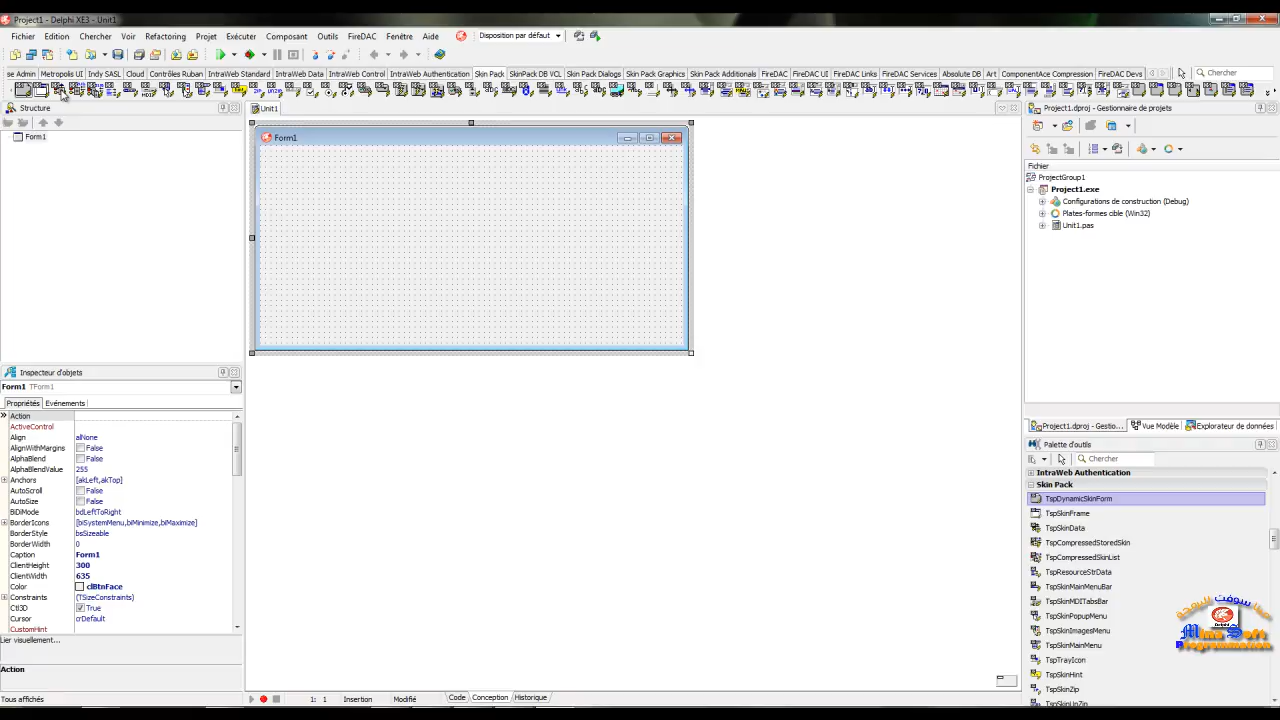 Project1 - Delphi XE3 - Unit1
Fichier Edition Chercher Voir Refactoring Projet Exécuter Composant Outils FireDAC Fenêtre Aide Disposition par défaut
se Admin Metropolis UI Indy SASL Cloud Contrôles Ruban IntraWeb Standard IntraWeb Data IntraWeb Control IntraWeb Authentication Skin Pack SkinPack DB VCL Skin Pack Dialogs Skin Pack Graphics Skin Pack Additionals FireDAC FireDAC UI FireDAC Links FireDAC Services Absolute DB Art ComponentAce Compression FireDAC Devs Chercher
Structure
Form1
Unit1
Form1
Inspecteur d'objets
Form1 TForm1
Propriétés Evénements
Action
ActiveControl
Align alNone
AlignWithMargins False
AlphaBlend False
AlphaBlendValue 255
Anchors [akLeft,akTop]
AutoScroll False
AutoSize False
BiDiMode bdLeftToRight
BorderIcons [biSystemMenu,biMinimize,biMaximize]
BorderStyle bsSizeable
BorderWidth 0
Caption Form1
ClientHeight 300
ClientWidth 635
Color clBtnFace
Constraints (TSizeConstraints)
Ctl3D True
Cursor crDefault
CustomHint
Lier visuellement...
Action
Tous affichés
1: 1 Insertion Modifié Code Conception Historique
Project1.dproj - Gestionnaire de projets
Fichier
ProjectGroup1
Project1.exe
Configurations de construction (Debug)
Plates-formes cible (Win32)
Unit1.pas
Project1.dproj - Gestio... Vue Modèle Explorateur de données
Palette d'outils
Chercher
IntraWeb Authentication
Skin Pack
TspDynamicSkinForm
TspSkinFrame
TspSkinData
TspCompressedStoredSkin
TspCompressedSkinList
TspResourceStrData
TspSkinMainMenuBar
TspSkinMDITabsBar
TspSkinPopupMenu
TspSkinImagesMenu
TspSkinMainMenu
TspTrayIcon
TspSkinHint
TspSkinZip
TspSkinUnZip
Delphi
Soft
Programmation